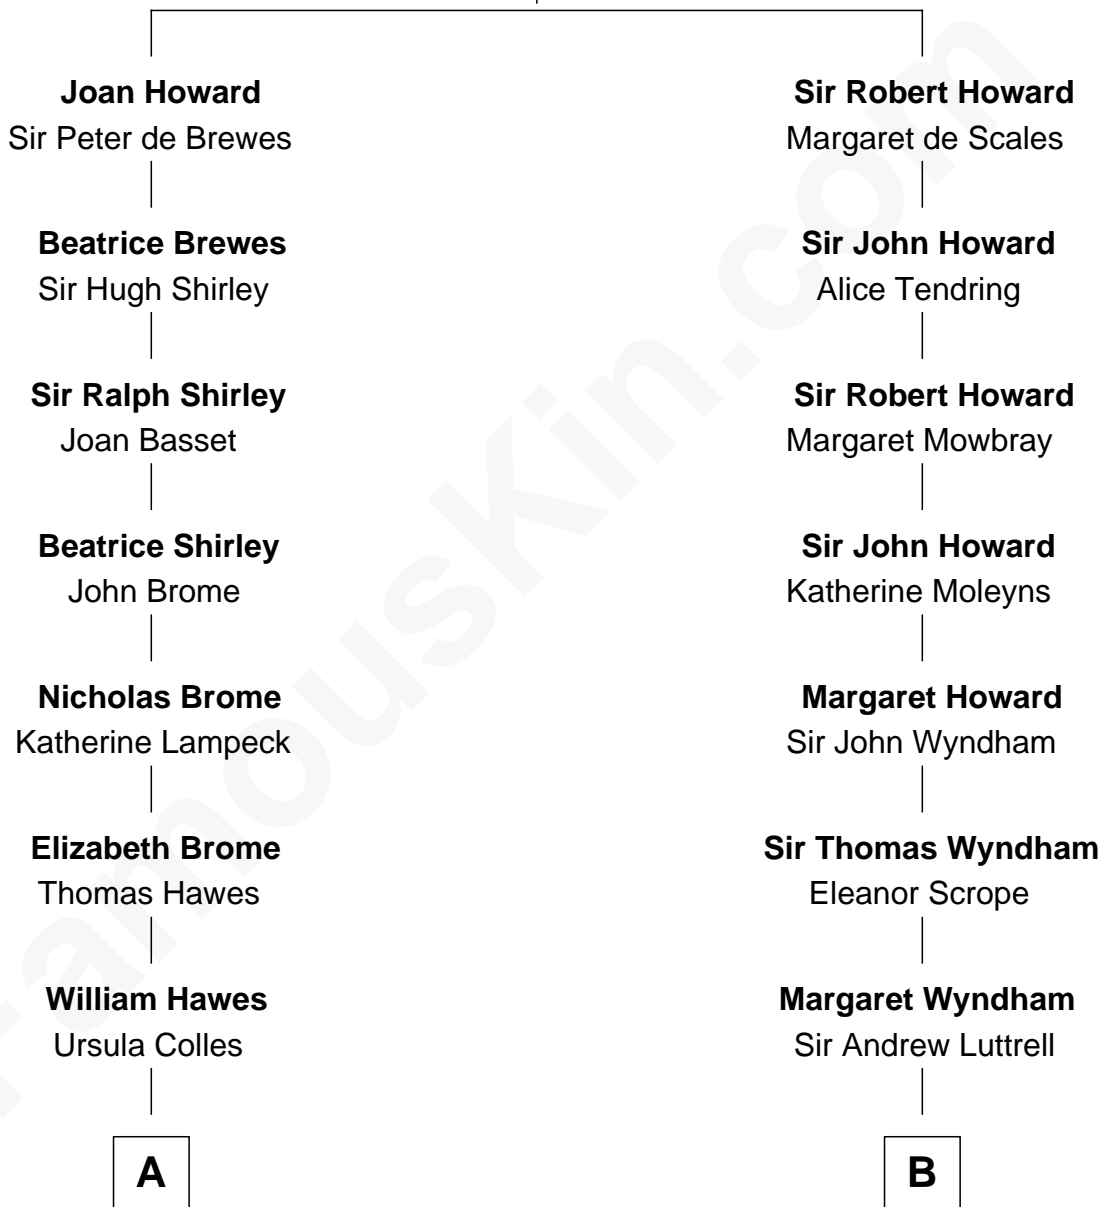 Joan Howard
Sir Peter de Brewes
Beatrice Brewes
Sir Hugh Shirley
Sir Ralph Shirley
Joan Basset
Beatrice Shirley
John Brome
Nicholas Brome
Katherine Lampeck
Elizabeth Brome
Thomas Hawes
William Hawes
Ursula Colles
A
Sir Robert Howard
Margaret de Scales
Sir John Howard
Alice Tendring
Sir Robert Howard
Margaret Mowbray
Sir John Howard
Katherine Moleyns
Margaret Howard
Sir John Wyndham
Sir Thomas Wyndham
Eleanor Scrope
Margaret Wyndham
Sir Andrew Luttrell
B
FamousKin.com